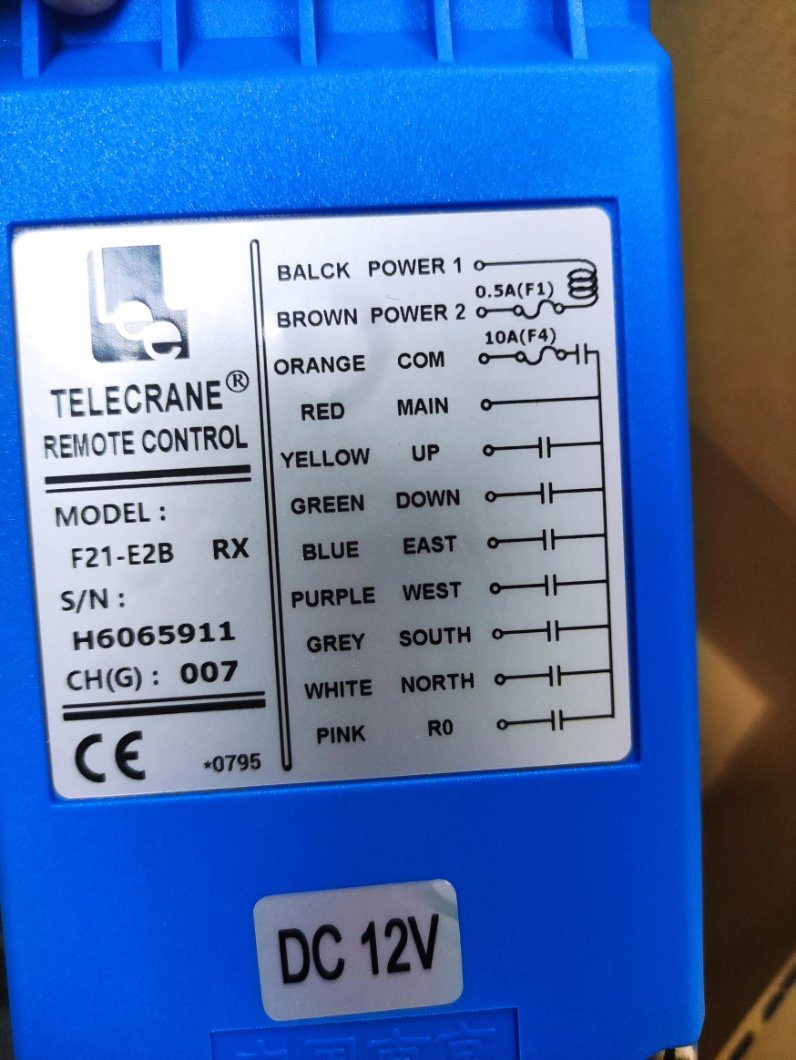 ee
TELECRANE®
REMOTE CONTROL
MODEL :
F21-E2B RX
S/N :
H6065911
CH(G) : 007
CE *0795
BALCK POWER 1
BROWN POWER 2 0.5A(F1)
ORANGE COM 10A(F4)
RED MAIN
YELLOW UP
GREEN DOWN
BLUE EAST
PURPLE WEST
GREY SOUTH
WHITE NORTH
PINK R0
DC 12V